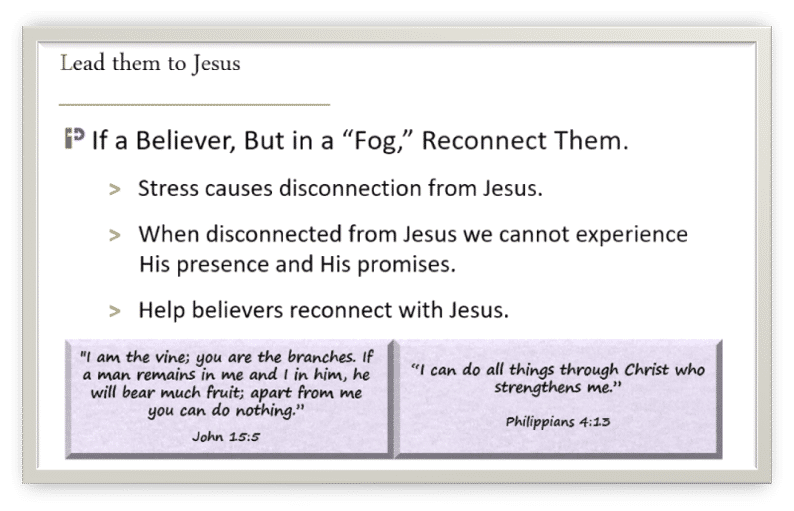 Lead them to Jesus
If a Believer, But in a “Fog,” Reconnect Them.
> Stress causes disconnection from Jesus.
> When disconnected from Jesus we cannot experience
His presence and His promises.
> Help believers reconnect with Jesus.
"I am the vine; you are the branches. If
a man remains in me and I in him, he
will bear much fruit; apart from me
you can do nothing.”
John 15:5
“I can do all things through Christ who
strengthens me.”
Philippians 4:13